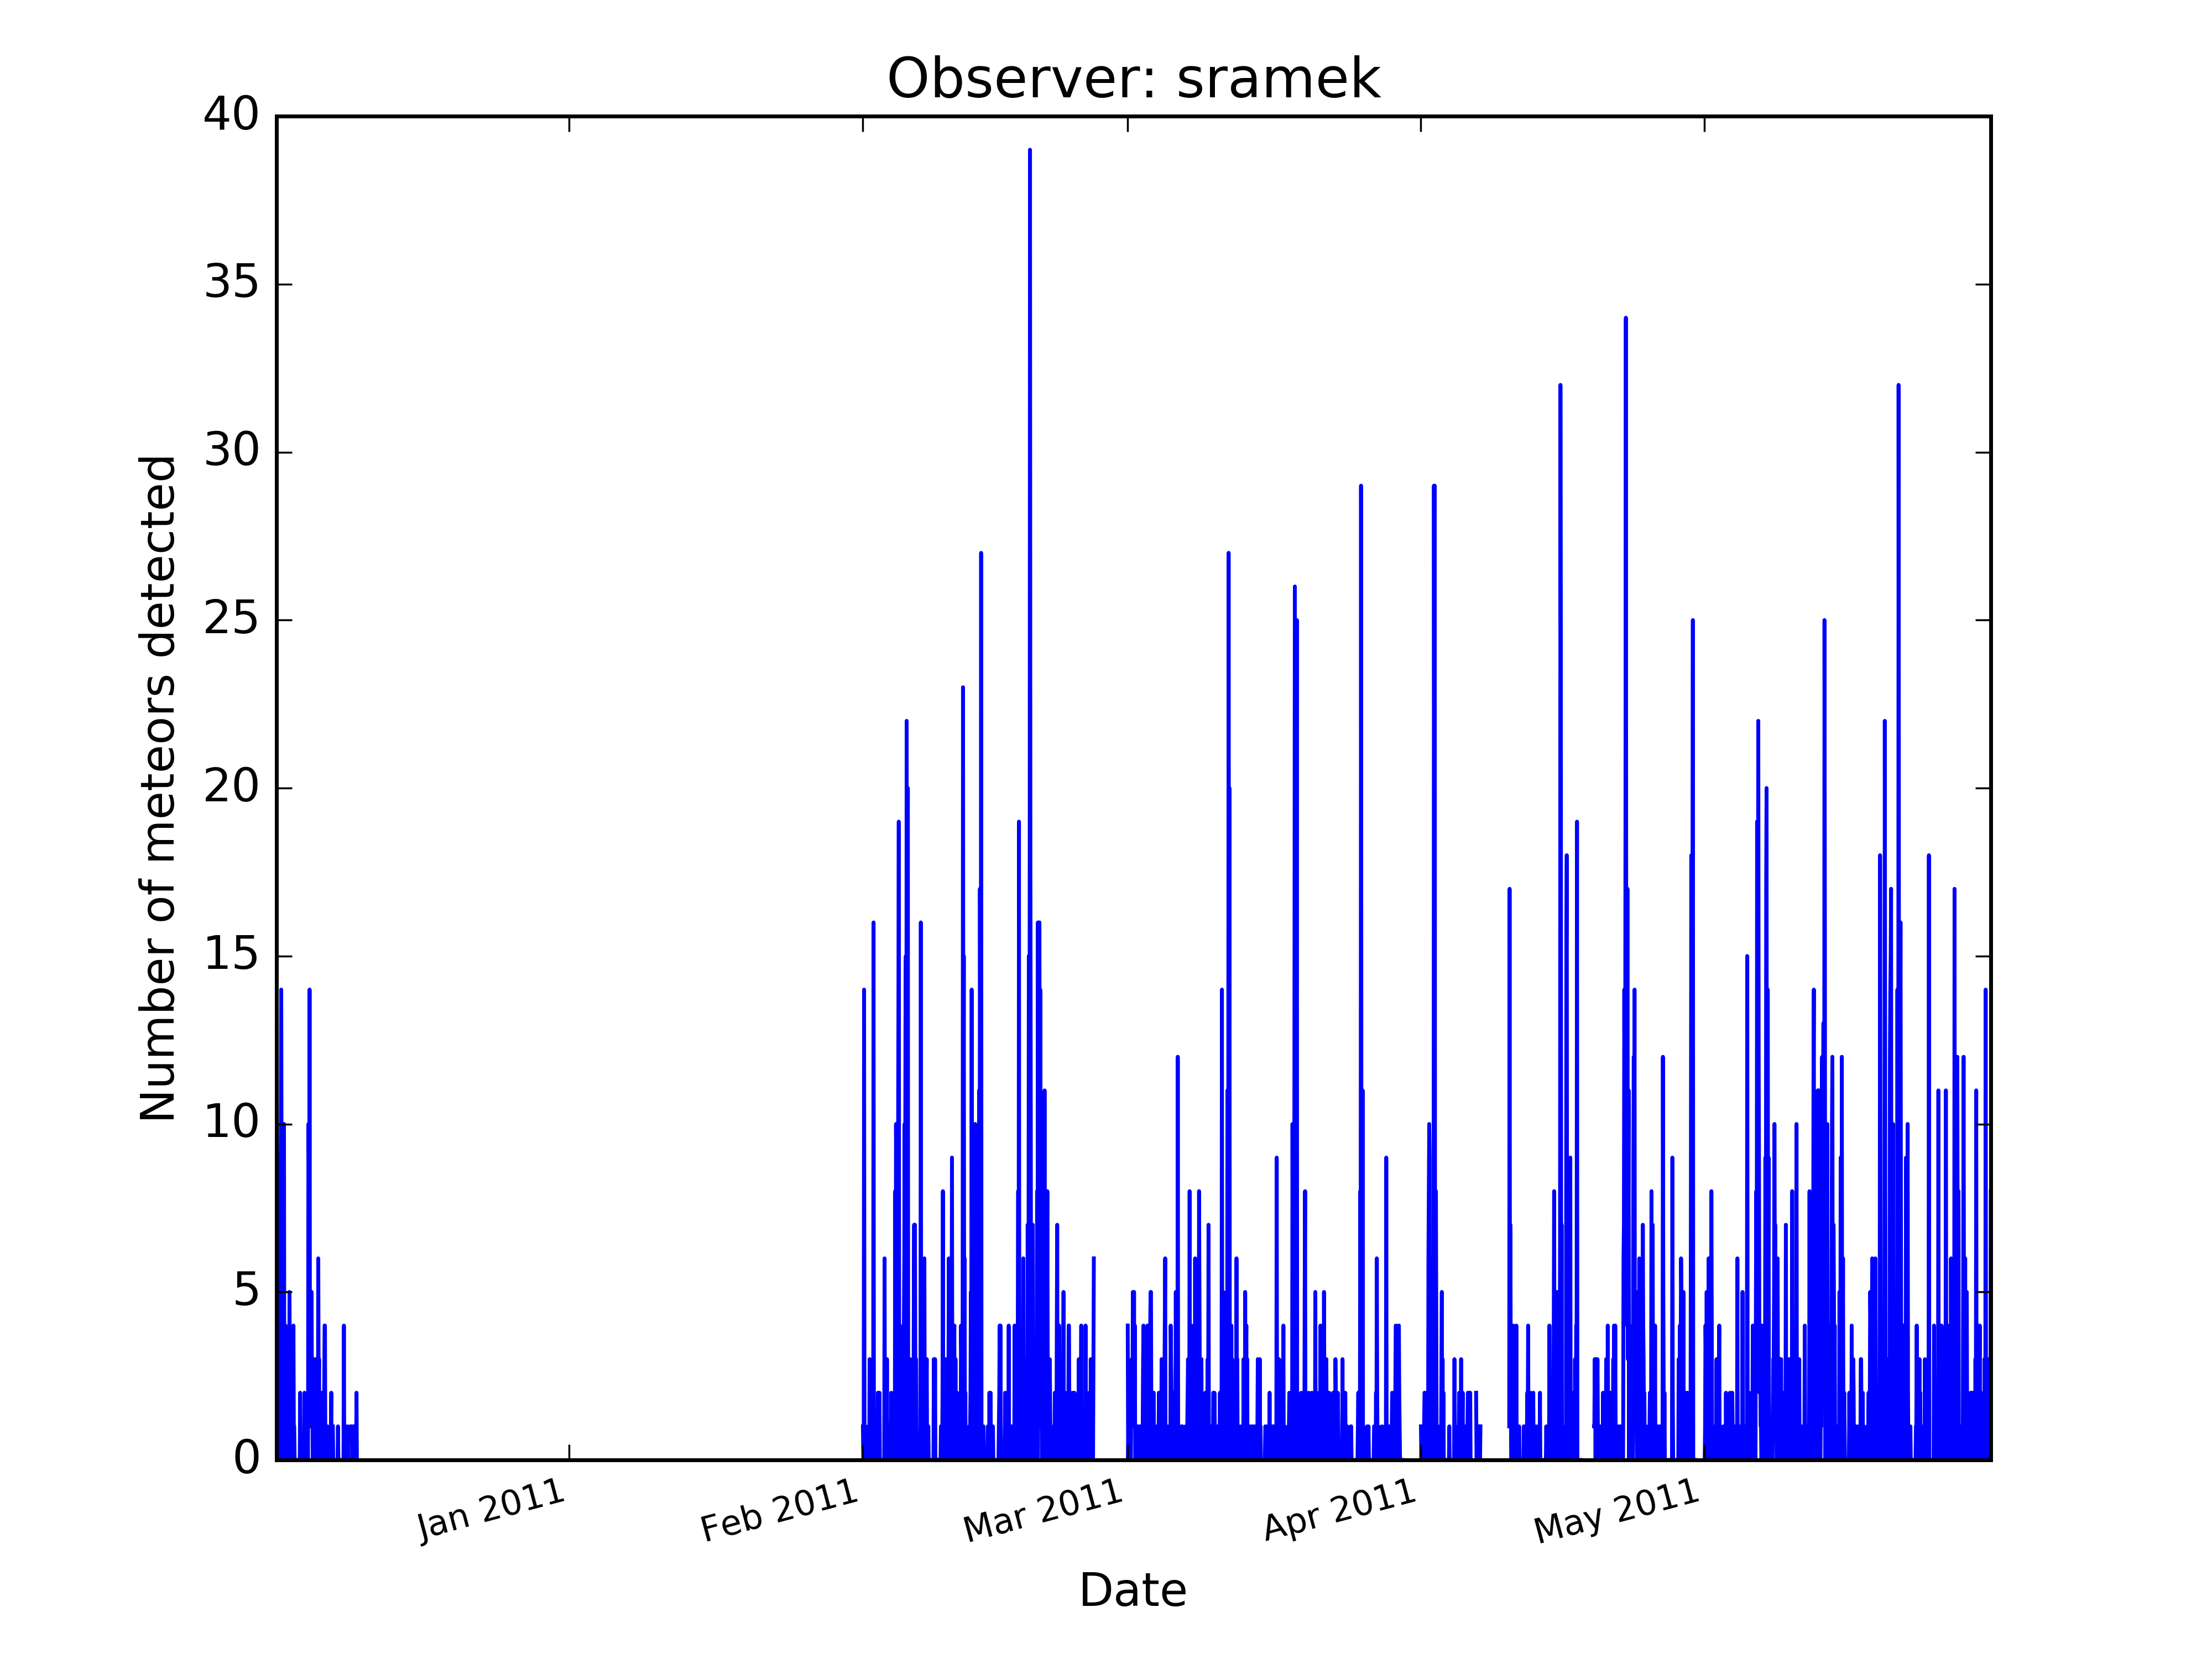 Observer: sramek
40
35
30
25
20
15
10
5
0
Number of meteors detected
Jan 2011
Feb 2011
Mar 2011
Apr 2011
May 2011
Date